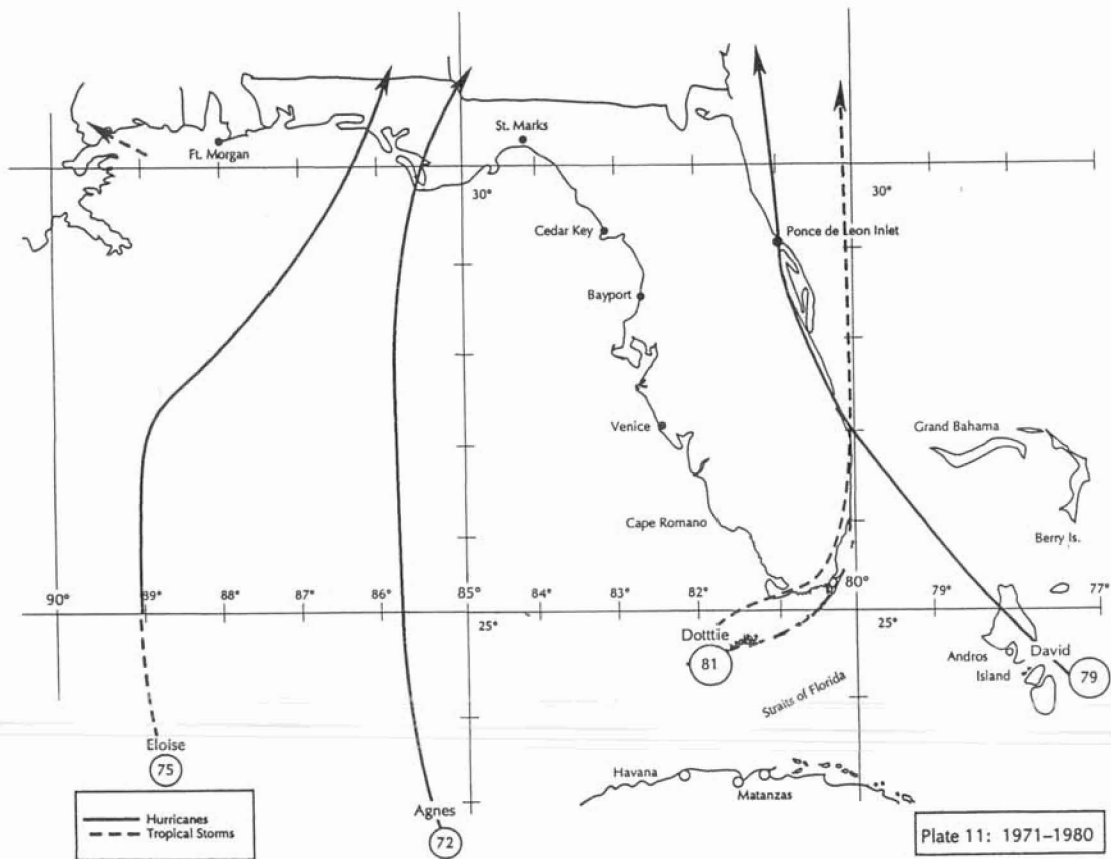 Ft. Morgan
St. Marks
30°
30°
Cedar Key
Ponce de Leon Inlet
Bayport
Venice
Grand Bahama
Cape Romano
Berry Is.
90°
89°
88°
87°
86°
85°
84°
83°
82°
81°
80°
79°
78°
77°
25°
25°
Dotttie
81
Andros
Island
David
79
Straits of Florida
Eloise
75
Havana
Matanzas
Agnes
72
Hurricanes
Tropical Storms
Plate 11: 1971–1980